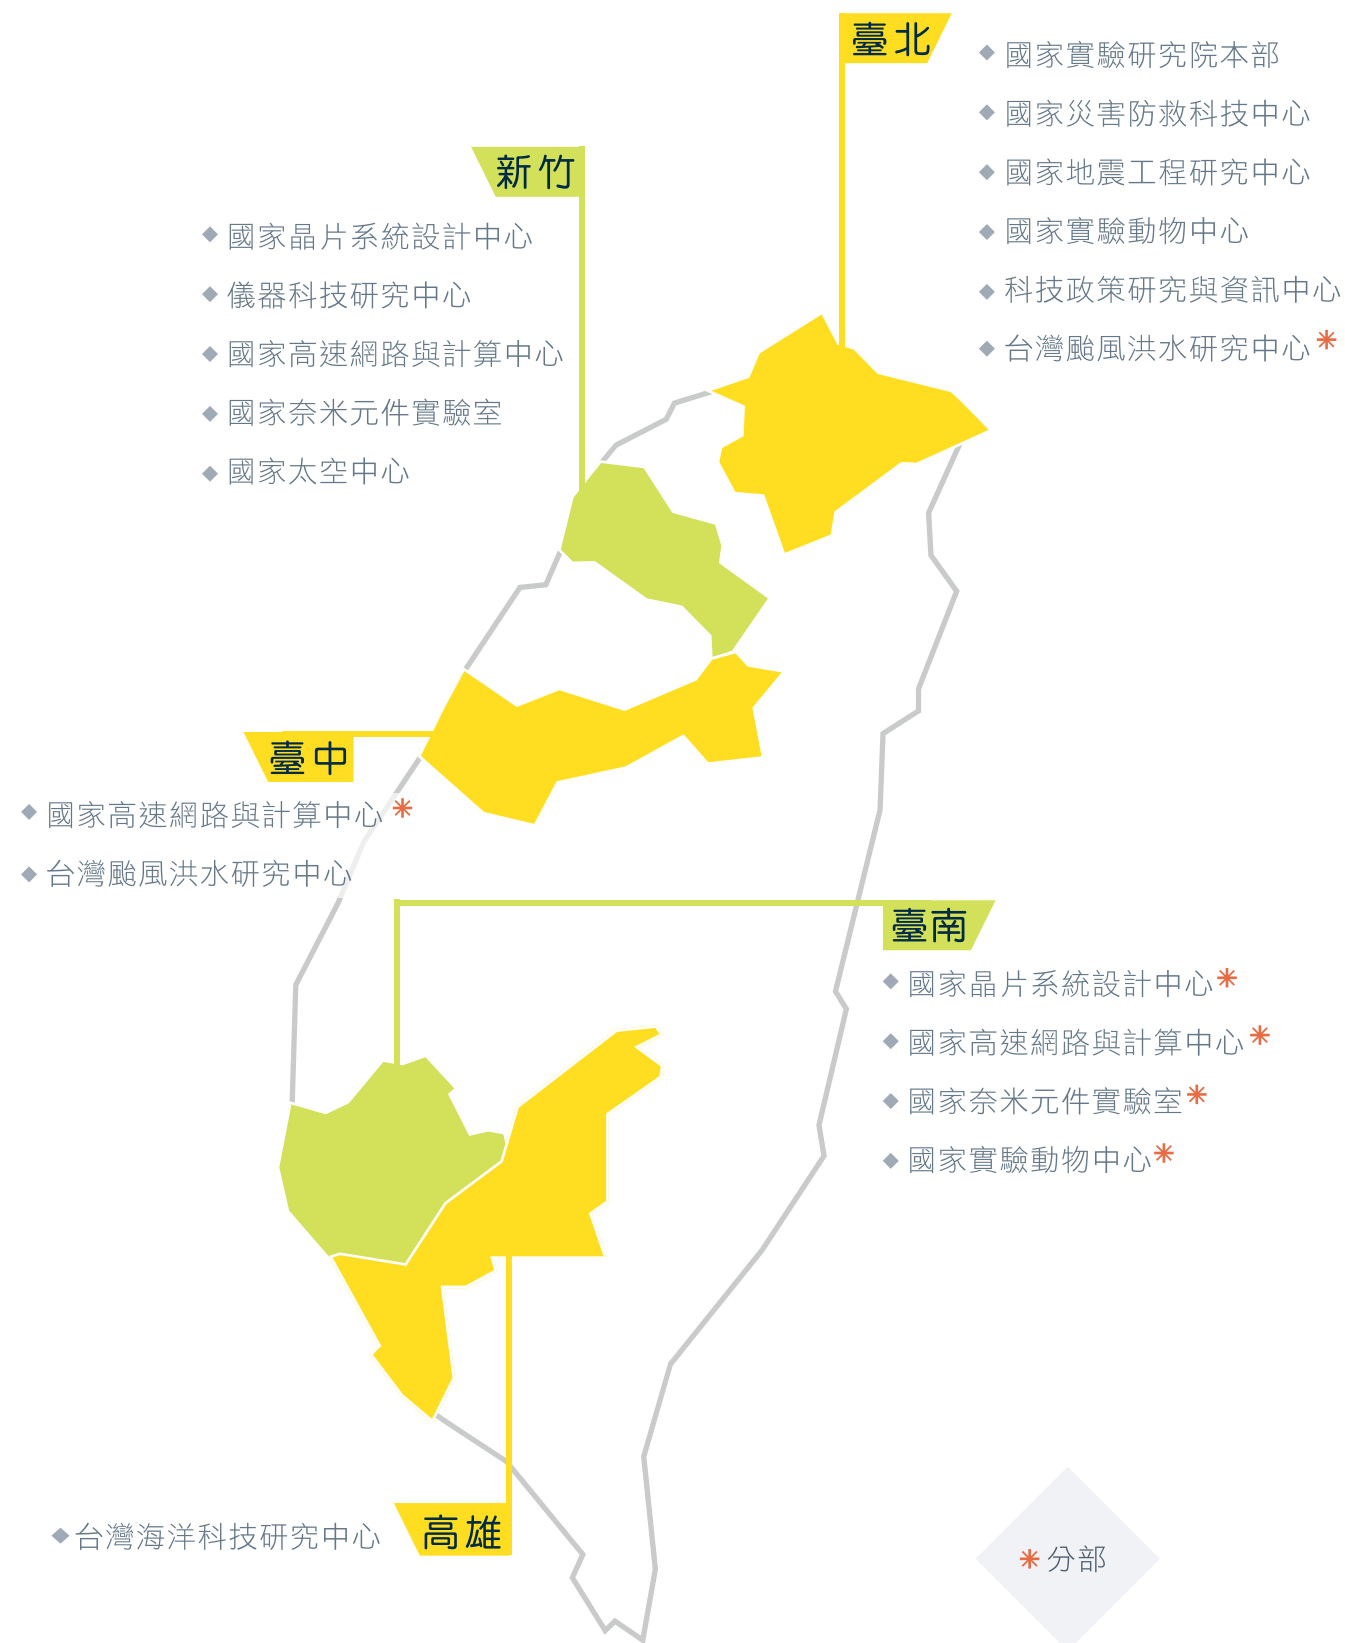 臺北
國家實驗研究院本部
國家災害防救科技中心
國家地震工程研究中心
國家實驗動物中心
科技政策研究與資訊中心
台灣颱風洪水研究中心*
新竹
國家晶片系統設計中心
儀器科技研究中心
國家高速網路與計算中心
國家奈米元件實驗室
國家太空中心
臺中
國家高速網路與計算中心*
台灣颱風洪水研究中心
臺南
國家晶片系統設計中心*
國家高速網路與計算中心*
國家奈米元件實驗室*
國家實驗動物中心*
高雄
台灣海洋科技研究中心
*分部